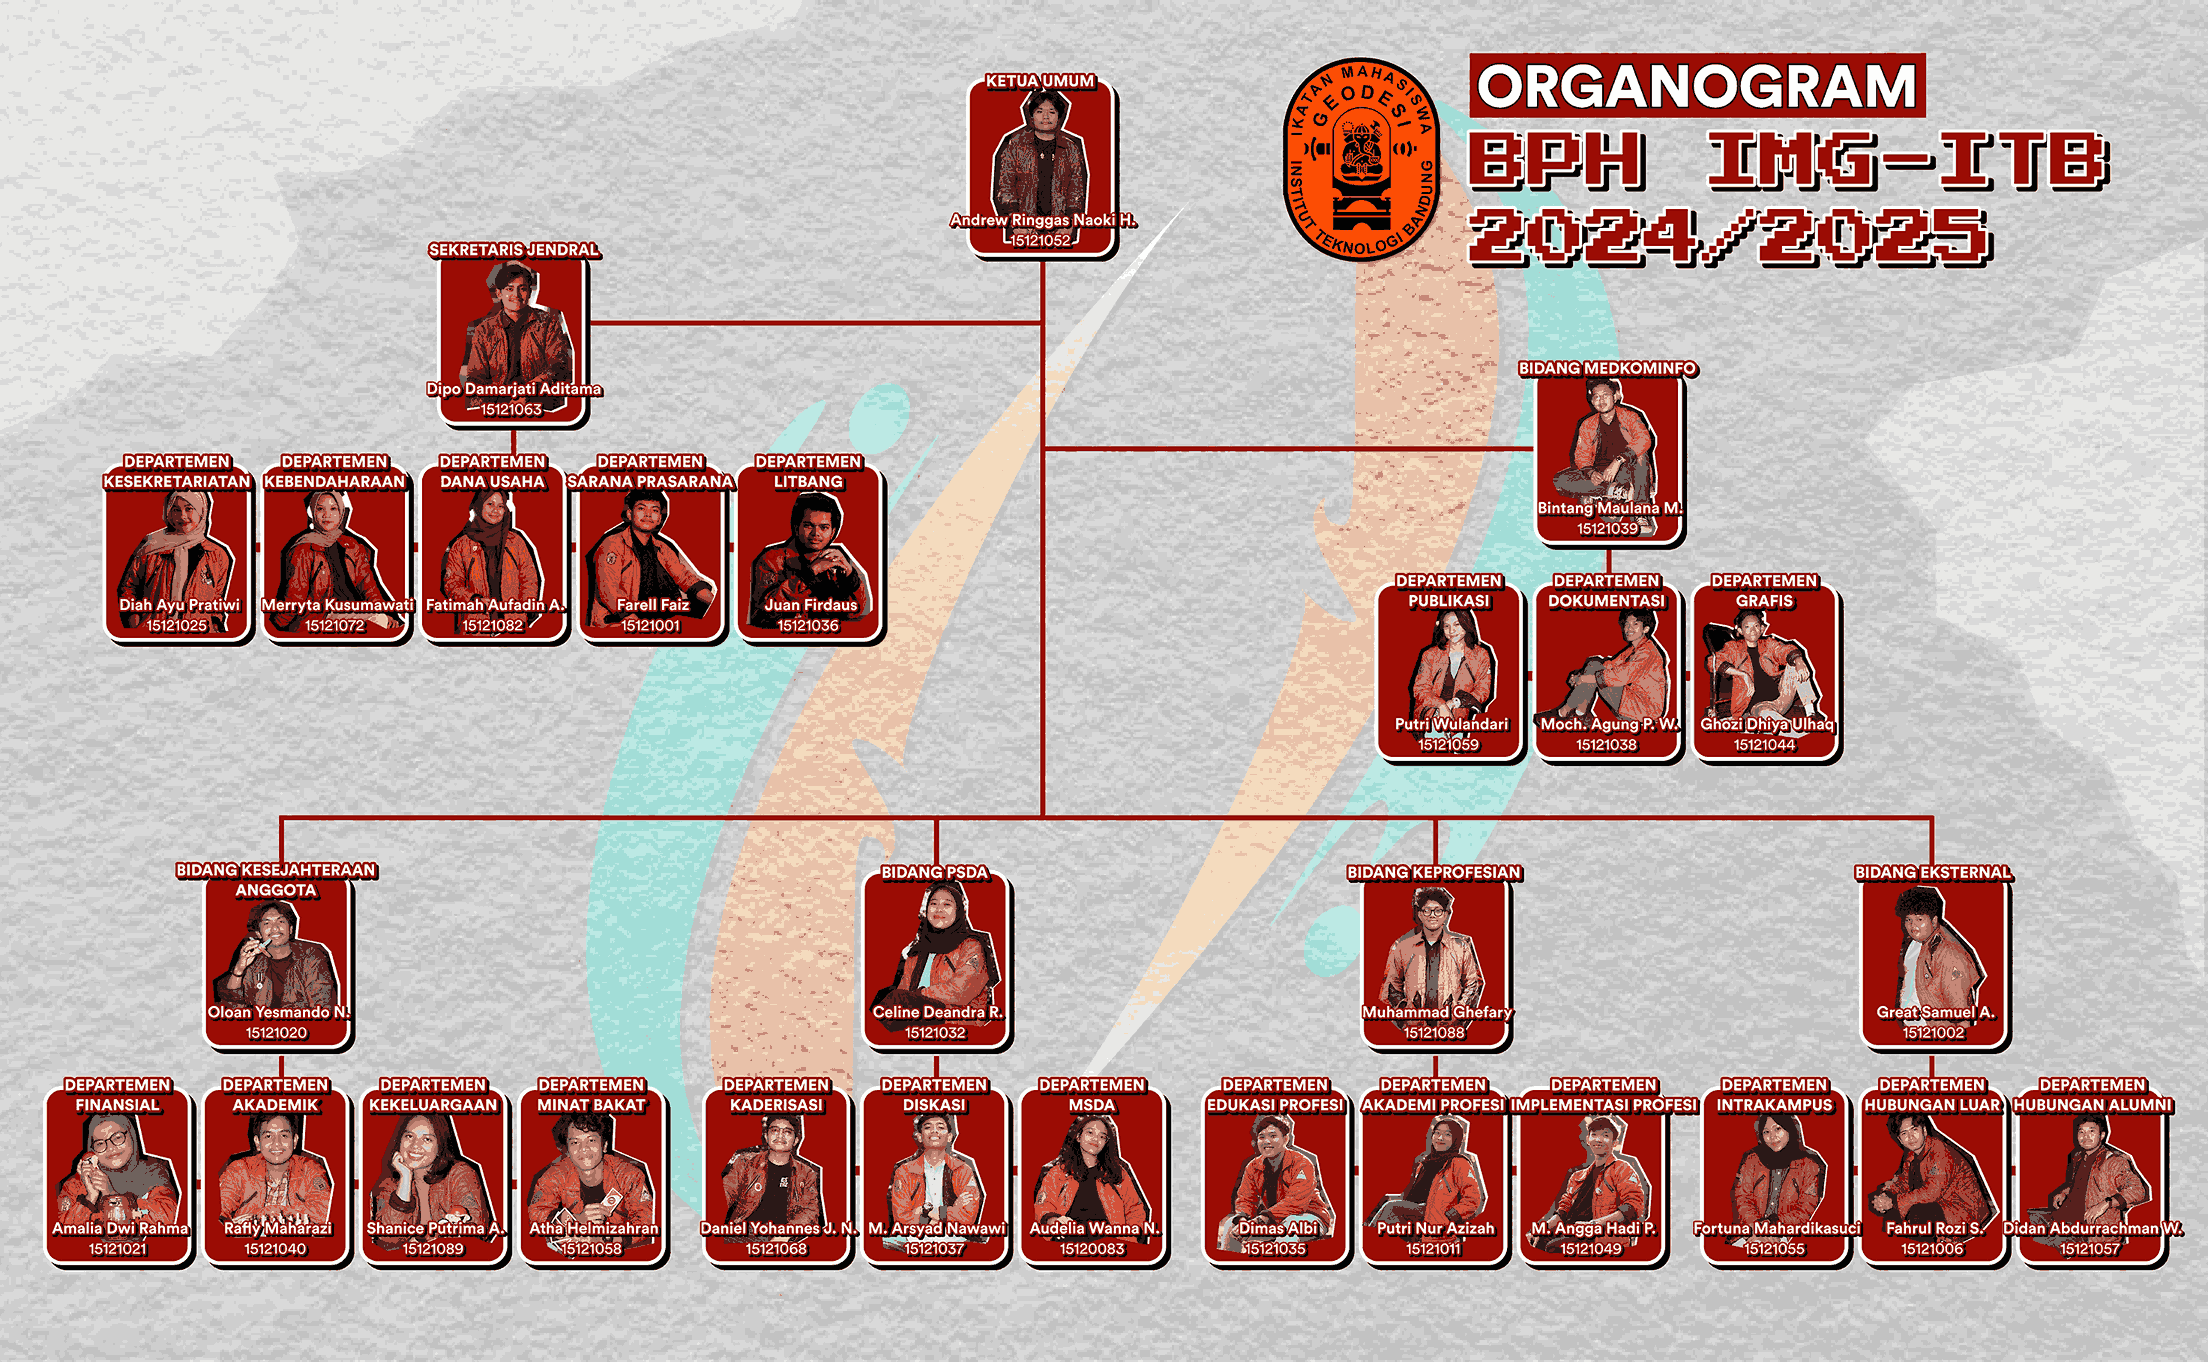 ORGANOGRAM
BPH IMG-ITB
2024/2025
IKATAN MAHASISWA
GEODESI
INSTITUT TEKNOLOGI BANDUNG
KETUA UMUM
Andrew Ringgas Naoki H.
15121052
SEKRETARIS JENDRAL
Dipo Damarjati Aditama
15121063
DEPARTEMEN
KESEKRETARIATAN
Diah Ayu Pratiwi
15121025
DEPARTEMEN
KEBENDAHARAAN
Merryta Kusumawati
15121072
DEPARTEMEN
DANA USAHA
Fatimah Aufadin A.
15121082
DEPARTEMEN
SARANA PRASARANA
Farell Faiz
15121001
DEPARTEMEN
LITBANG
Juan Firdaus
15121036
BIDANG MEDKOMINFO
Bintang Maulana M.
15121039
DEPARTEMEN
PUBLIKASI
Putri Wulandari
15121059
DEPARTEMEN
DOKUMENTASI
Moch. Agung P. W.
15121038
DEPARTEMEN
GRAFIS
Ghozi Dhiya Ulhaq
15121044
BIDANG KESEJAHTERAAN
ANGGOTA
Oloan Yesmando N.
15121020
DEPARTEMEN
FINANSIAL
Amalia Dwi Rahma
15121021
DEPARTEMEN
AKADEMIK
Rafly Maharazi
15121040
DEPARTEMEN
KEKELUARGAAN
Shanice Putrima A.
15121089
DEPARTEMEN
MINAT BAKAT
Atha Helmizahran
15121058
BIDANG PSDA
Celine Deandra R.
15121032
DEPARTEMEN
KADERISASI
Daniel Yohannes J. N.
15121068
DEPARTEMEN
DISKASI
M. Arsyad Nawawi
15121037
DEPARTEMEN
MSDA
Audelia Wanna N.
15120083
BIDANG KEPROFESIAN
Muhammad Ghefary
15121088
DEPARTEMEN
EDUKASI PROFESI
Dimas Albi
15121035
DEPARTEMEN
AKADEMI PROFESI
Putri Nur Azizah
15121011
DEPARTEMEN
IMPLEMENTASI PROFESI
M. Angga Hadi P.
15121049
BIDANG EKSTERNAL
Great Samuel A.
15121002
DEPARTEMEN
INTRAKAMPUS
Fortuna Mahardikasuci
15121055
DEPARTEMEN
HUBUNGAN LUAR
Fahrul Rozi S.
15121006
DEPARTEMEN
HUBUNGAN ALUMNI
Didan Abdurrachman W.
15121057